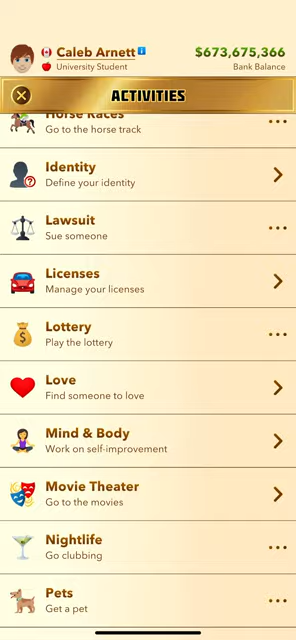 Caleb Arnett
$673,675,366
University Student
Bank Balance
ACTIVITIES
Horse Races
Go to the horse track
Identity
Define your identity
Lawsuit
Sue someone
Licenses
Manage your licenses
Lottery
Play the lottery
Love
Find someone to love
Mind & Body
Work on self-improvement
Movie Theater
Go to the movies
Nightlife
Go clubbing
Pets
Get a pet